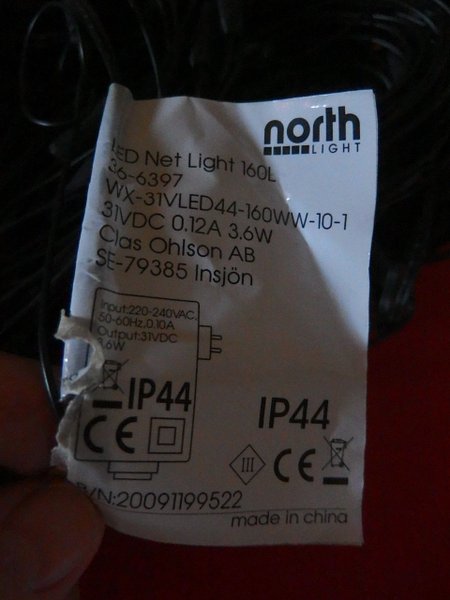 north
LIGHT
LED Net Light 160L
36-6397
WX-31VLED44-160WW-10-1
31VDC 0.12A 3.6W
Clas Ohlson AB
SE-79385 Insjön
Input:220-240VAC
50-60Hz,0.10A
Output:31VDC
3.6W
IP44
CE
IP44
III
CE
P/N:20091199522
made in china